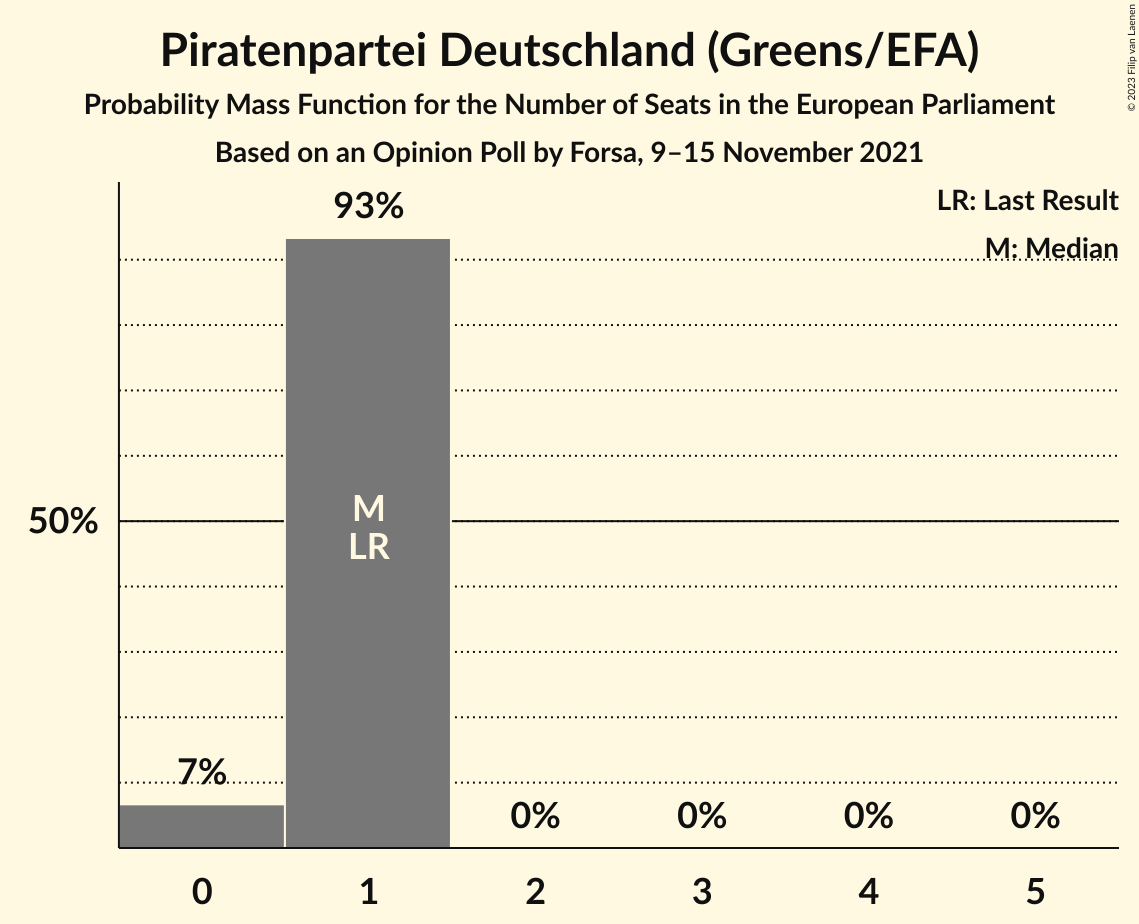 Piratenpartei Deutschland (Greens/EFA)
Probability Mass Function for the Number of Seats in the European Parliament
Based on an Opinion Poll by Forsa, 9–15 November 2021
© 2023 Filip van Laenen
LR: Last Result
M: Median
93%
50%
M
LR
7%
0%
0%
0%
0%
0
1
2
3
4
5